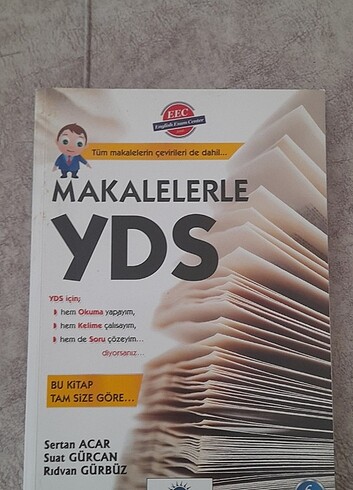 EEC
English Exam Center
Tüm makalelerin çevirileri de dahil...
MAKALELERLE
YDS
YDS için;
hem Okuma yapayım,
hem Kelime çalışayım,
hem de Soru çözeyim...
diyorsanız...
BU KİTAP
TAM SİZE GÖRE...
Sertan ACAR
Suat GÜRCAN
Rıdvan GÜRBÜZ